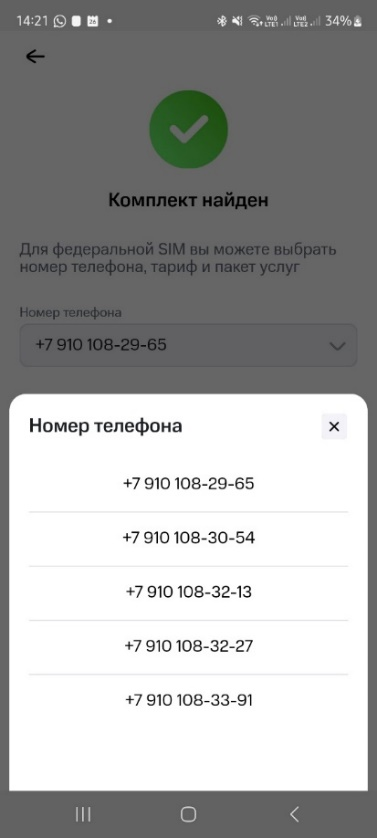 14:21 34%
Комплект найден
Для федеральной SIM вы можете выбрать
номер телефона, тариф и пакет услуг
Номер телефона
+7 910 108-29-65
Номер телефона
+7 910 108-29-65
+7 910 108-30-54
+7 910 108-32-13
+7 910 108-32-27
+7 910 108-33-91